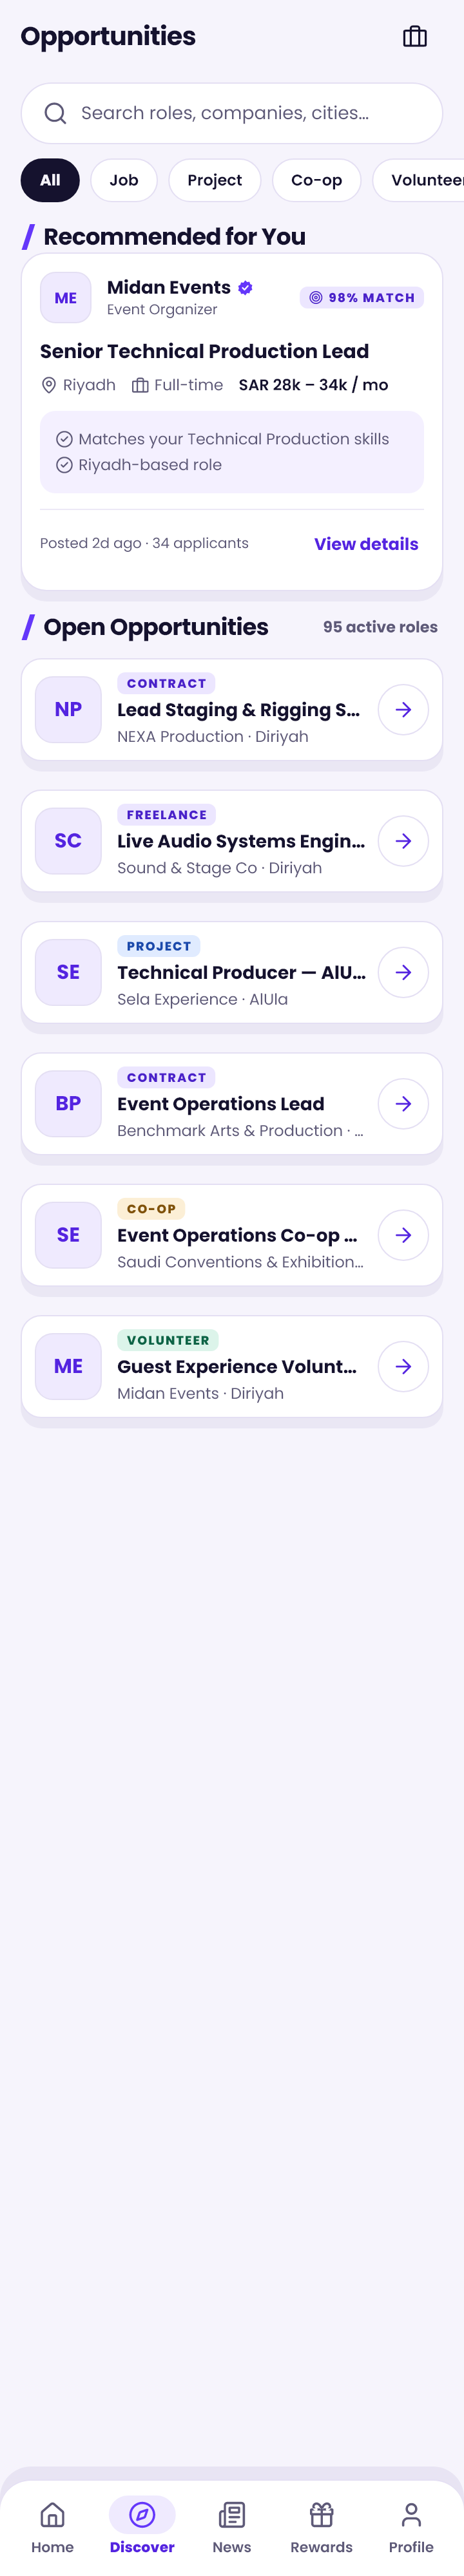 Opportunities
Search roles, companies, cities...
All
Job
Project
Co-op
Volunteer
Recommended for You
ME
Midan Events
Event Organizer
98% MATCH
Senior Technical Production Lead
Riyadh
Full-time
SAR 28k – 34k / mo
Matches your Technical Production skills
Riyadh-based role
Posted 2d ago · 34 applicants
View details
Open Opportunities
95 active roles
NP
CONTRACT
Lead Staging & Rigging S...
NEXA Production · Diriyah
SC
FREELANCE
Live Audio Systems Engin...
Sound & Stage Co · Diriyah
SE
PROJECT
Technical Producer — AlU...
Sela Experience · AlUla
BP
CONTRACT
Event Operations Lead
Benchmark Arts & Production · ...
SE
CO-OP
Event Operations Co-op ...
Saudi Conventions & Exhibition...
ME
VOLUNTEER
Guest Experience Volunt...
Midan Events · Diriyah
Home
Discover
News
Rewards
Profile